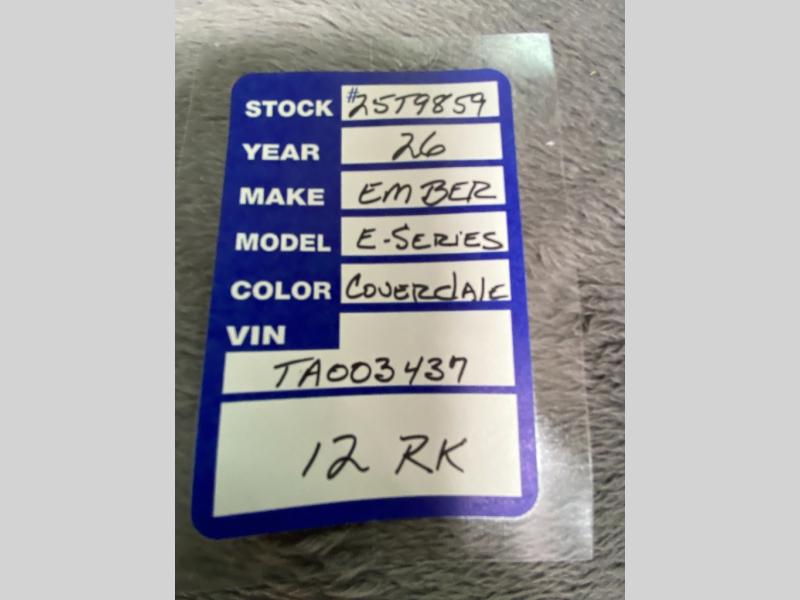 STOCK #25T9859
YEAR 26
MAKE EMBER
MODEL E-SERIES
COLOR Coverdale
VIN
TA003437
12 RK